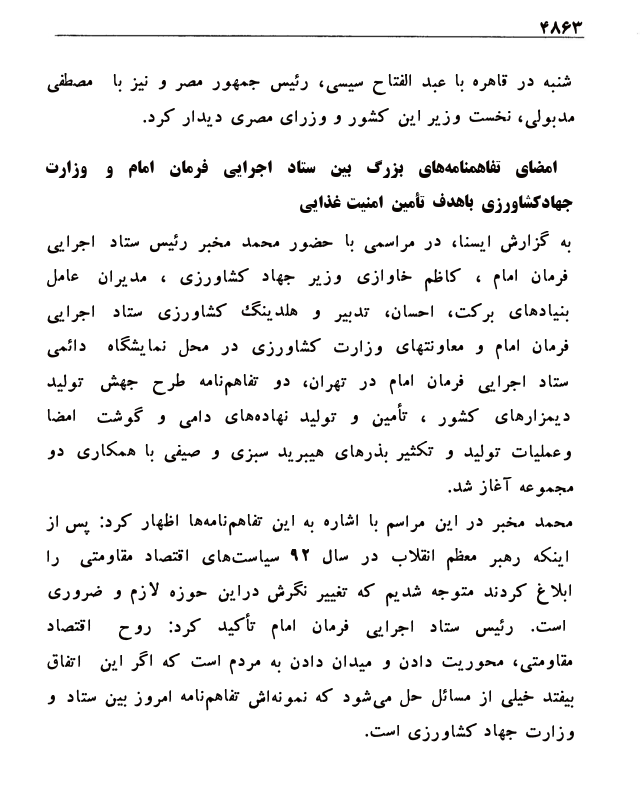 ۴۸۶۳
شنبه در قاهره با عبد الفتاح سیسی، رئیس جمهور مصر و نیز با مصطفی
مدبولی، نخست وزیر این کشور و وزرای مصری دیدار کرد.
امضای تفاهمنامه‌های بزرگ بین ستاد اجرایی فرمان امام و وزارت
جهادکشاورزی باهدف تأمین امنیت غذایی
به گزارش ایسنا، در مراسمی با حضور محمد مخبر رئیس ستاد اجرایی
فرمان امام ، کاظم خاوازی وزیر جهاد کشاورزی ، مدیران عامل
بنیادهای برکت، احسان، تدبیر و هلدینگ کشاورزی ستاد اجرایی
فرمان امام و معاونتهای وزارت کشاورزی در محل نمایشگاه دائمی
ستاد اجرایی فرمان امام در تهران، دو تفاهم‌نامه طرح جهش تولید
دیمزارهای کشور ، تأمین و تولید نهاده‌های دامی و گوشت امضا
وعملیات تولید و تکثیر بذرهای هیبرید سبزی و صیفی با همکاری دو
مجموعه آغاز شد.
محمد مخبر در این مراسم با اشاره به این تفاهم‌نامه‌ها اظهار کرد: پس از
اینکه رهبر معظم انقلاب در سال ۹۲ سیاست‌های اقتصاد مقاومتی را
ابلاغ کردند متوجه شدیم که تغییر نگرش دراین حوزه لازم و ضروری
است. رئیس ستاد اجرایی فرمان امام تأکید کرد: روح اقتصاد
مقاومتی، محوریت دادن و میدان دادن به مردم است که اگر این اتفاق
بیفتد خیلی از مسائل حل می‌شود که نمونه‌اش تفاهم‌نامه امروز بین ستاد و
وزارت جهاد کشاورزی است.